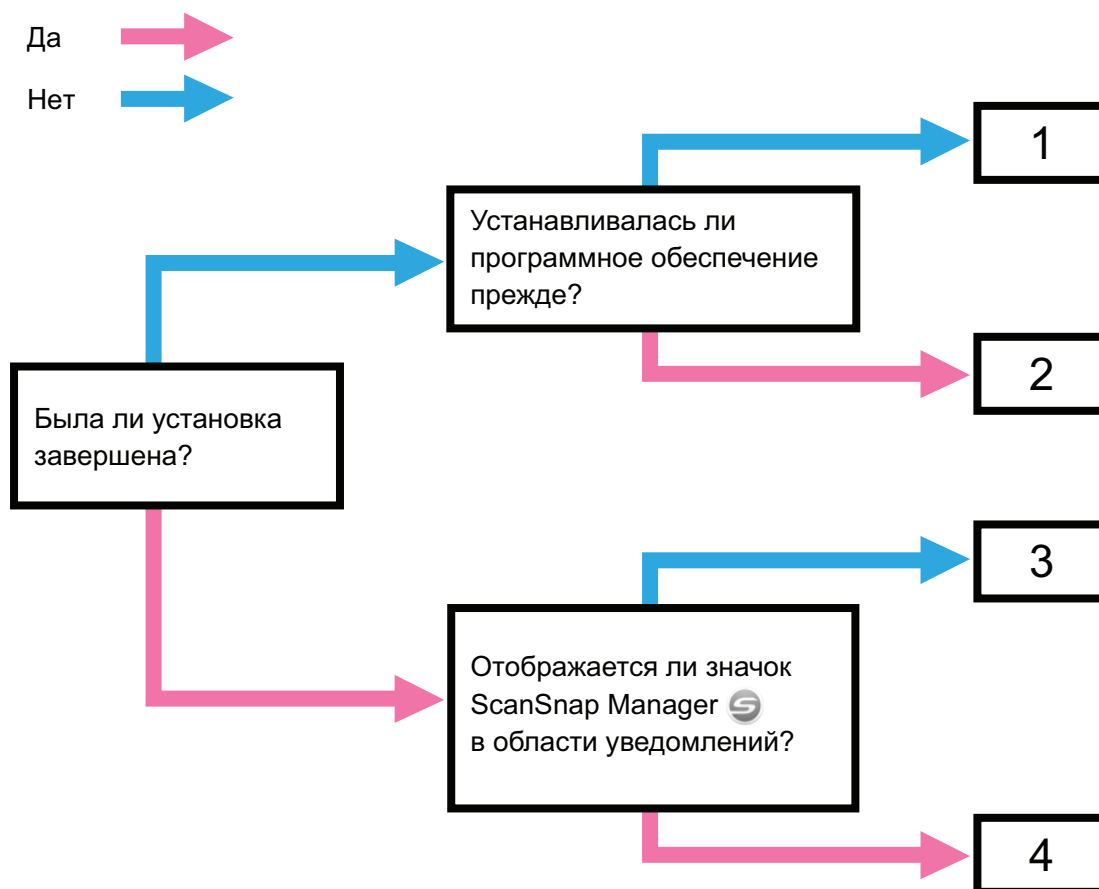 Да
Нет
1
Устанавливалась ли
программное обеспечение
прежде?
2
Была ли установка
завершена?
3
Отображается ли значок
ScanSnap Manager
в области уведомлений?
4